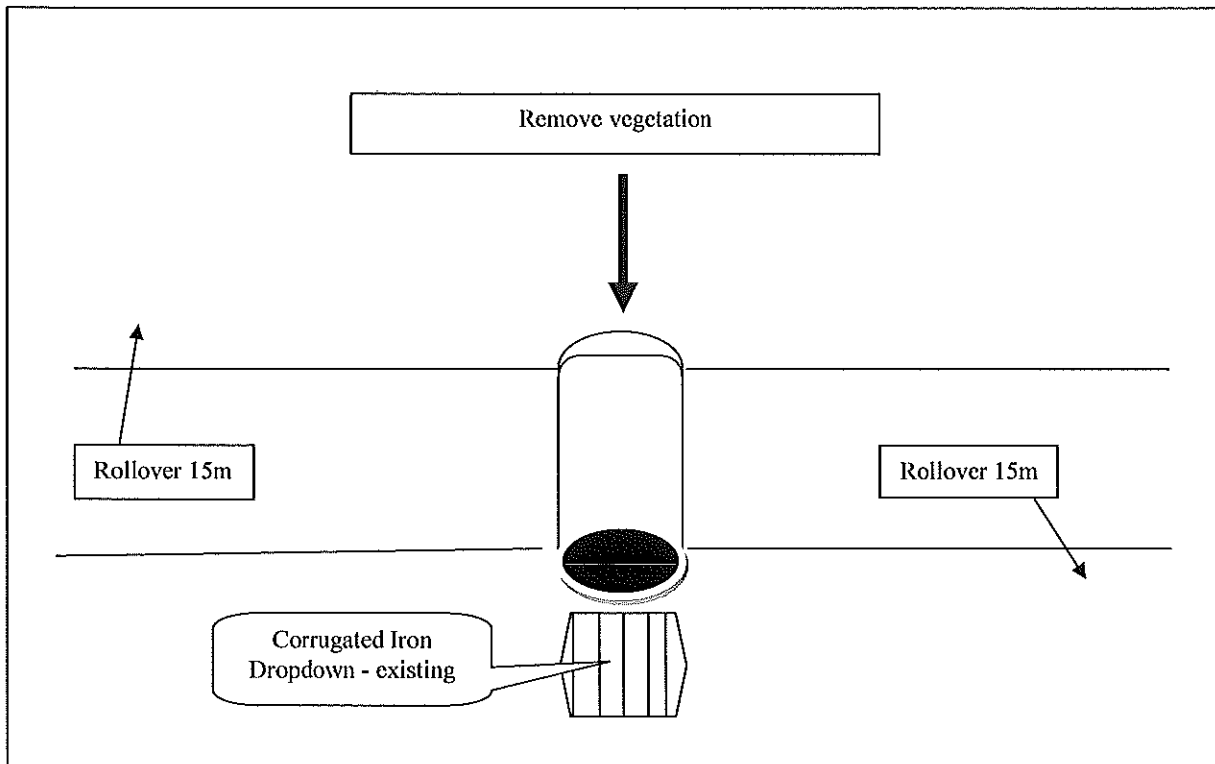 Remove vegetation
Rollover 15m
Rollover 15m
Corrugated Iron
Dropdown - existing